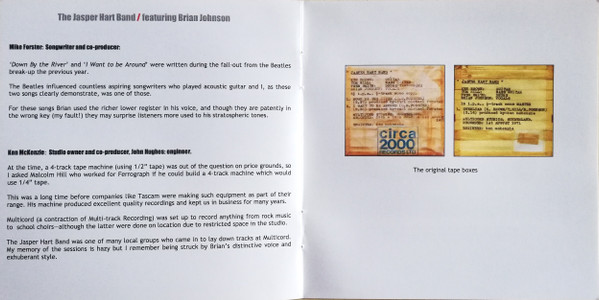 The Jasper Hart Band / featuring Brian Johnson
Mike Forster: Songwriter and co-producer:
'Down By the River' and 'I Want to be Around' were written during the fall-out from the Beatles
break-up the previous year.
The Beatles influenced countless aspiring songwriters who played acoustic guitar and I, as these
two songs clearly demonstrate, was one of those.
For these songs Brian used the richer lower register in his voice, and though they are patently in
the wrong key (my fault!) they may surprise listeners more used to his stratospheric tones.
Ken McKenzie: Studio owner and co-producer, John Hughes: engineer.
At the time, a 4-track tape machine (using 1/2" tape) was out of the question on price grounds, so
I asked Malcolm Hill who worked for Ferrograph if he could build a 4-track machine which would
use 1/4" tape.
This was a long time before companies like Tascam were making such equipment as part of their
range. His machine produced excellent quality recordings and kept us in business for many years.
Multicord (a contraction of Multi-track Recording) was set up to record anything from rock music
to school choirs—although the latter were done on location due to restricted space in the studio.
The Jasper Hart Band was one of many local groups who came in to lay down tracks at Multicord.
My memory of the sessions is hazy but I remember being struck by Brian's distinctive voice and
exhuberant style.
JASPER HART BAND
circa
2000
records ltd
JASPER HART BAND
The original tape boxes